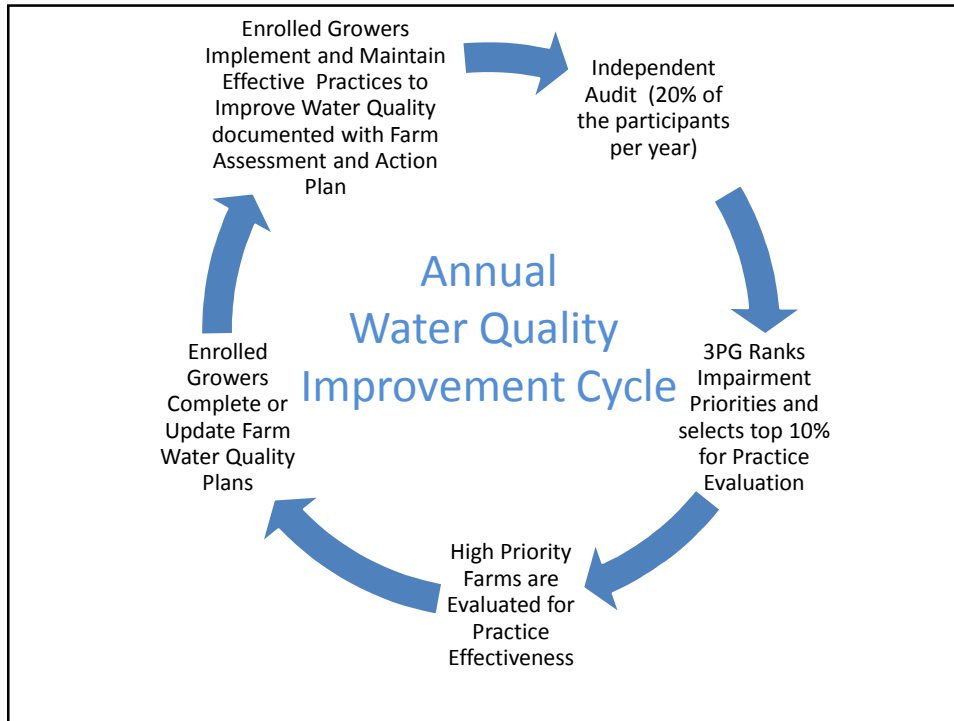 Enrolled Growers
Implement and Maintain
Effective Practices to
Improve Water Quality
documented with Farm
Assessment and Action
Plan
Independent
Audit (20% of
the participants
per year)
3PG Ranks
Impairment
Priorities and
selects top 10%
for Practice
Evaluation
High Priority
Farms are
Evaluated for
Practice
Effectiveness
Enrolled
Growers
Complete or
Update Farm
Water Quality
Plans
Annual
Water Quality
Improvement Cycle